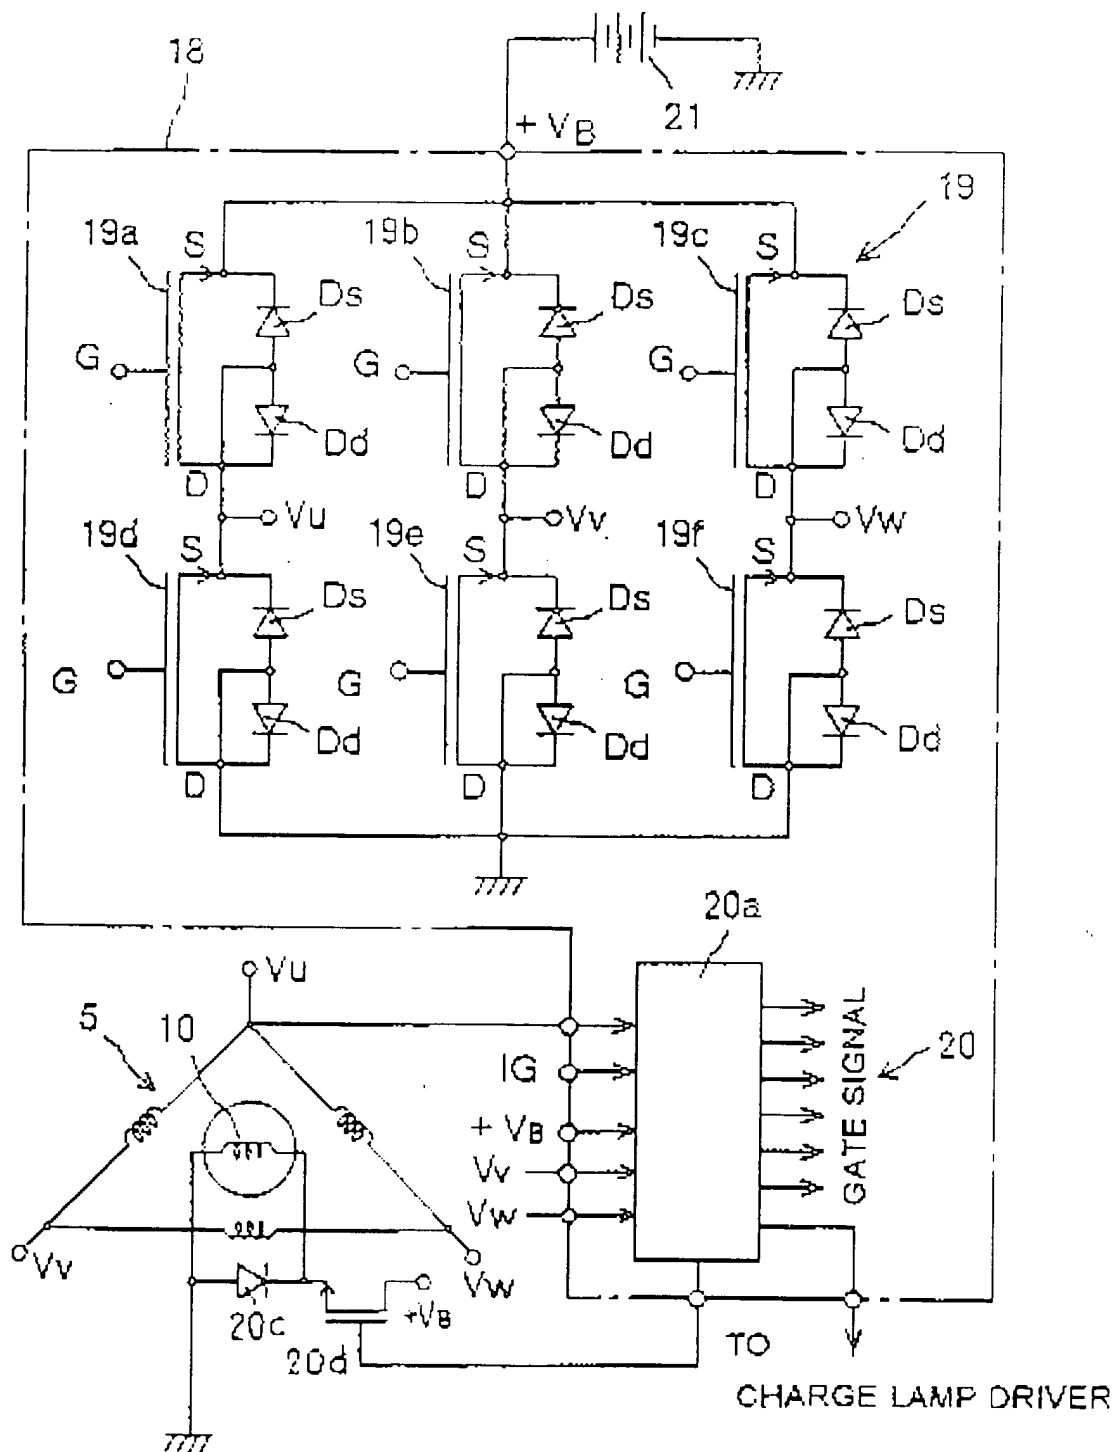 18
21
+ VB
19
19a
S
19b
S
19c
S
Ds
Ds
Ds
G
G
G
Dd
Dd
Dd
D
D
D
Vu
Vv
Vw
19d
S
19e
S
19f
S
Ds
Ds
Ds
G
G
G
Dd
Dd
Dd
D
D
D
20a
Vu
5
10
IG
+ VB
Vv
Vw
GATE SIGNAL
20
Vv
Vw
20c
+VB
20d
TO
CHARGE LAMP DRIVER